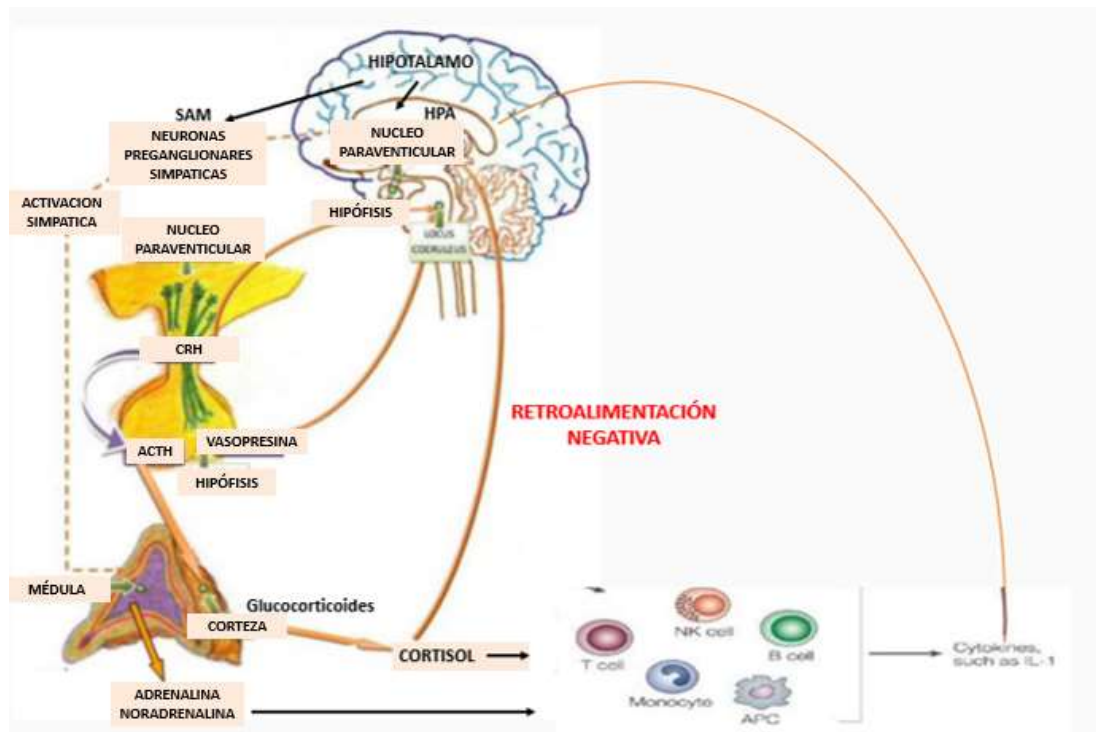 HIPOTALAMO
SAM
HPA
NEURONAS
PREGANGLIONARES
SIMPATICAS
NUCLEO
PARAVENTICULAR
ACTIVACION
SIMPATICA
HIPÓFISIS
NUCLEO
PARAVENTICULAR
LOCUS
COERULEUS
CRH
RETROALIMENTACIÓN
NEGATIVA
ACTH
VASOPRESINA
HIPÓFISIS
MÉDULA
Glucocorticoides
CORTEZA
CORTISOL
NK cell
T cell
B cell
Monocyte
APC
Cytokines,
such as IL-1
ADRENALINA
NORADRENALINA